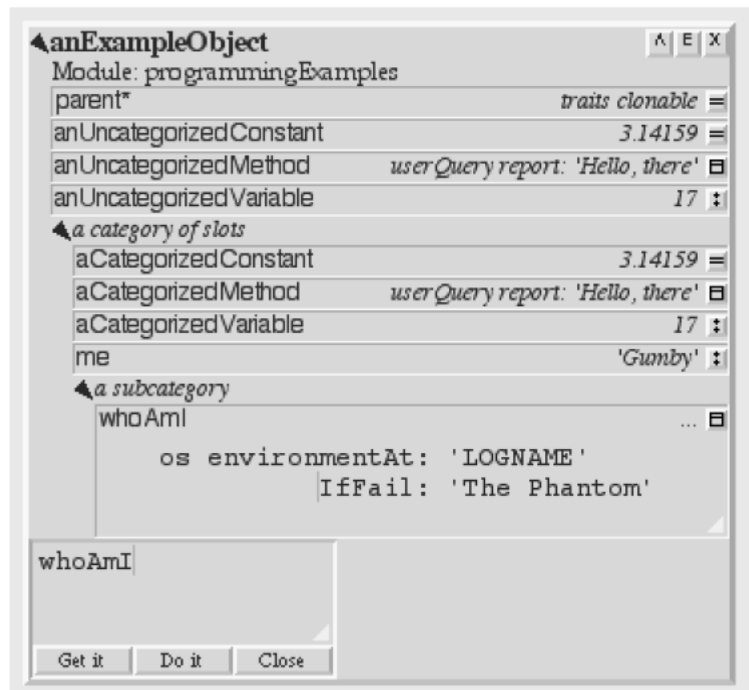 anExampleObject Λ E X
Module: programmingExamples
parent* traits clonable =
anUncategorizedConstant 3.14159 =
anUncategorizedMethod userQuery report: 'Hello, there'
anUncategorizedVariable 17 :
a category of slots
aCategorizedConstant 3.14159 =
aCategorizedMethod userQuery report: 'Hello, there'
aCategorizedVariable 17 :
me 'Gumby' :
a subcategory
whoAmI ...
os environmentAt: 'LOGNAME'
IfFail: 'The Phantom'
whoAmI
Get it Do it Close